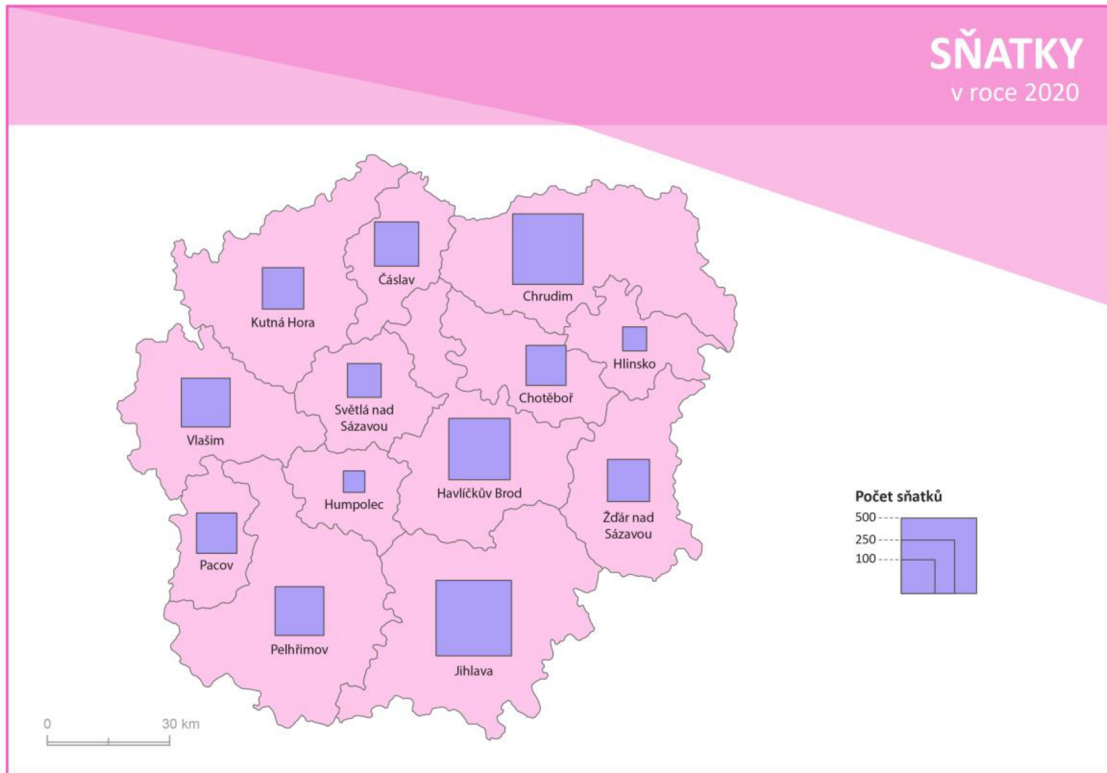 SŇATKY
v roce 2020
Čáslav
Chrudim
Kutná Hora
Hlinsko
Chotěboř
Světlá nad
Sázavou
Vlašim
Havlíčkův Brod
Humpolec
Žďár nad
Sázavou
Pacov
Pelhřimov
Jihlava
Počet sňatků
500
250
100
0 30 km